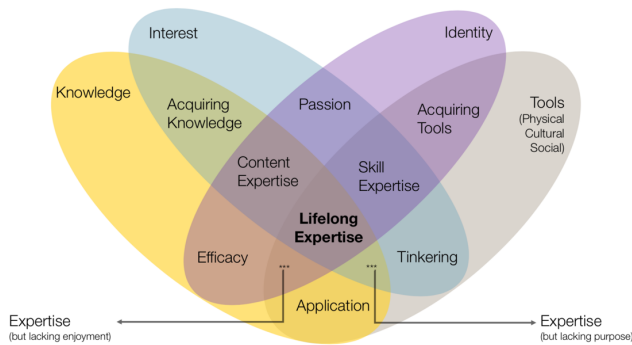 Interest
Identity
Knowledge
Acquiring
Knowledge
Passion
Acquiring
Tools
Tools
(Physical
Cultural
Social)
Content
Expertise
Skill
Expertise
Lifelong
Expertise
Efficacy
Tinkering
***
***
Application
Expertise
(but lacking enjoyment)
Expertise
(but lacking purpose)